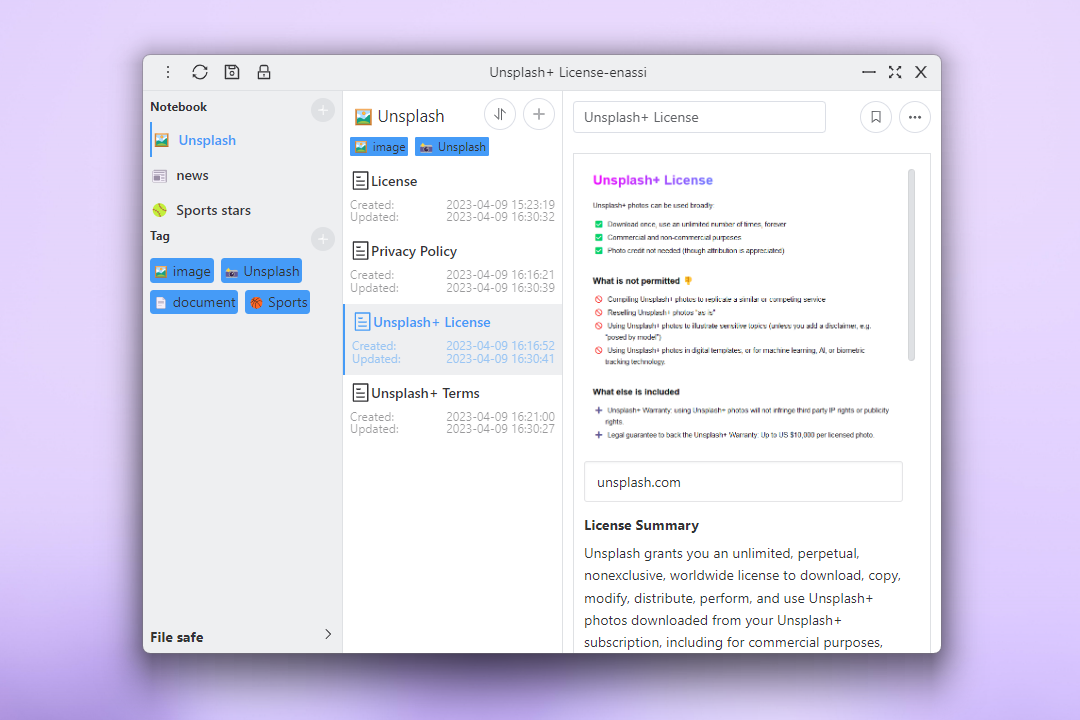 Unsplash+ License-enassi
Notebook
Unsplash
news
Sports stars
Tag
image
Unsplash
document
Sports
File safe
Unsplash
image
Unsplash
License
Created: 2023-04-09 15:23:19
Updated: 2023-04-09 16:30:32
Privacy Policy
Created: 2023-04-09 16:16:21
Updated: 2023-04-09 16:30:39
Unsplash+ License
Created: 2023-04-09 16:16:52
Updated: 2023-04-09 16:30:41
Unsplash+ Terms
Created: 2023-04-09 16:21:00
Updated: 2023-04-09 16:30:27
Unsplash+ License
Unsplash+ License
Unsplash+ photos can be used broadly:
Download once, use an unlimited number of times, forever
Commercial and non-commercial purposes
Photo credit not needed (though attribution is appreciated)
What is not permitted 👎
Compiling Unsplash+ photos to replicate a similar or competing service
Reselling Unsplash+ photos "as is"
Using Unsplash+ photos to illustrate sensitive topics (unless you add a disclaimer, e.g.
"posed by model")
Using Unsplash+ photos in digital templates, or for machine learning, AI, or biometric
tracking technology.
What else is included
Unsplash+ Warranty: using Unsplash+ photos will not infringe third party IP rights or publicity
rights.
Legal guarantee to back the Unsplash+ Warranty: Up to US $10,000 per licensed photo.
unsplash.com
License Summary
Unsplash grants you an unlimited, perpetual,
nonexclusive, worldwide license to download, copy,
modify, distribute, perform, and use Unsplash+
photos downloaded from your Unsplash+
subscription, including for commercial purposes,